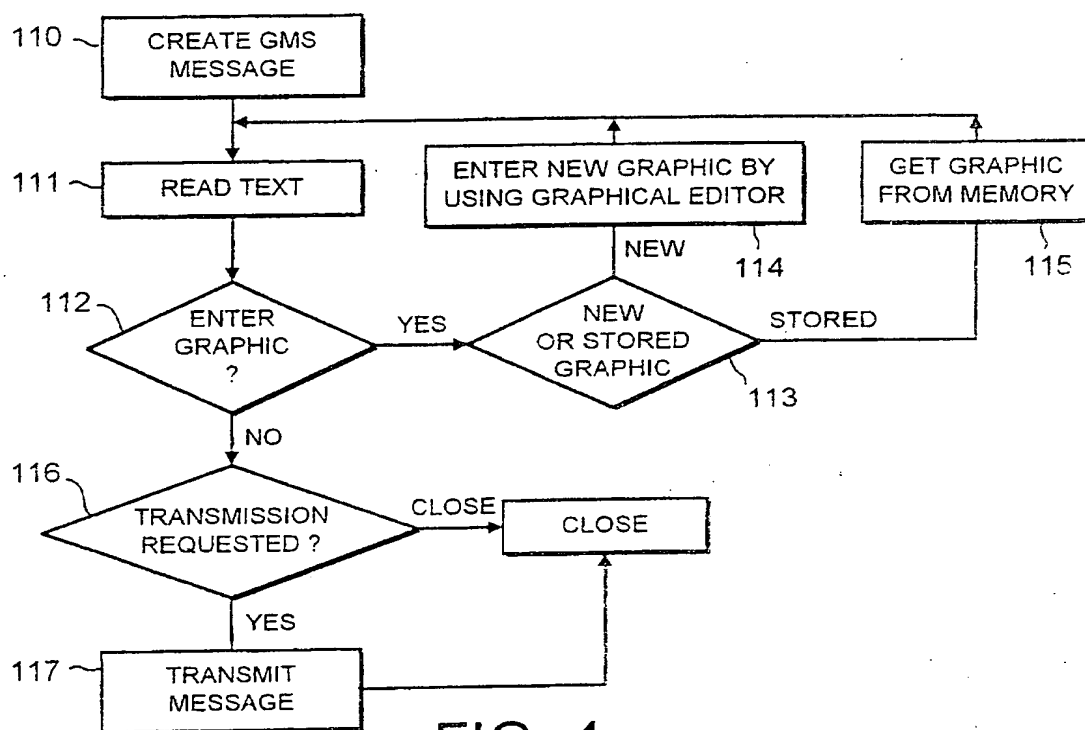 110
CREATE GMS
MESSAGE
111
READ TEXT
ENTER NEW GRAPHIC BY
USING GRAPHICAL EDITOR
114
GET GRAPHIC
FROM MEMORY
115
112
ENTER
GRAPHIC
?
YES
NEW
NEW
OR STORED
GRAPHIC
113
STORED
NO
116
TRANSMISSION
REQUESTED ?
CLOSE
CLOSE
YES
117
TRANSMIT
MESSAGE